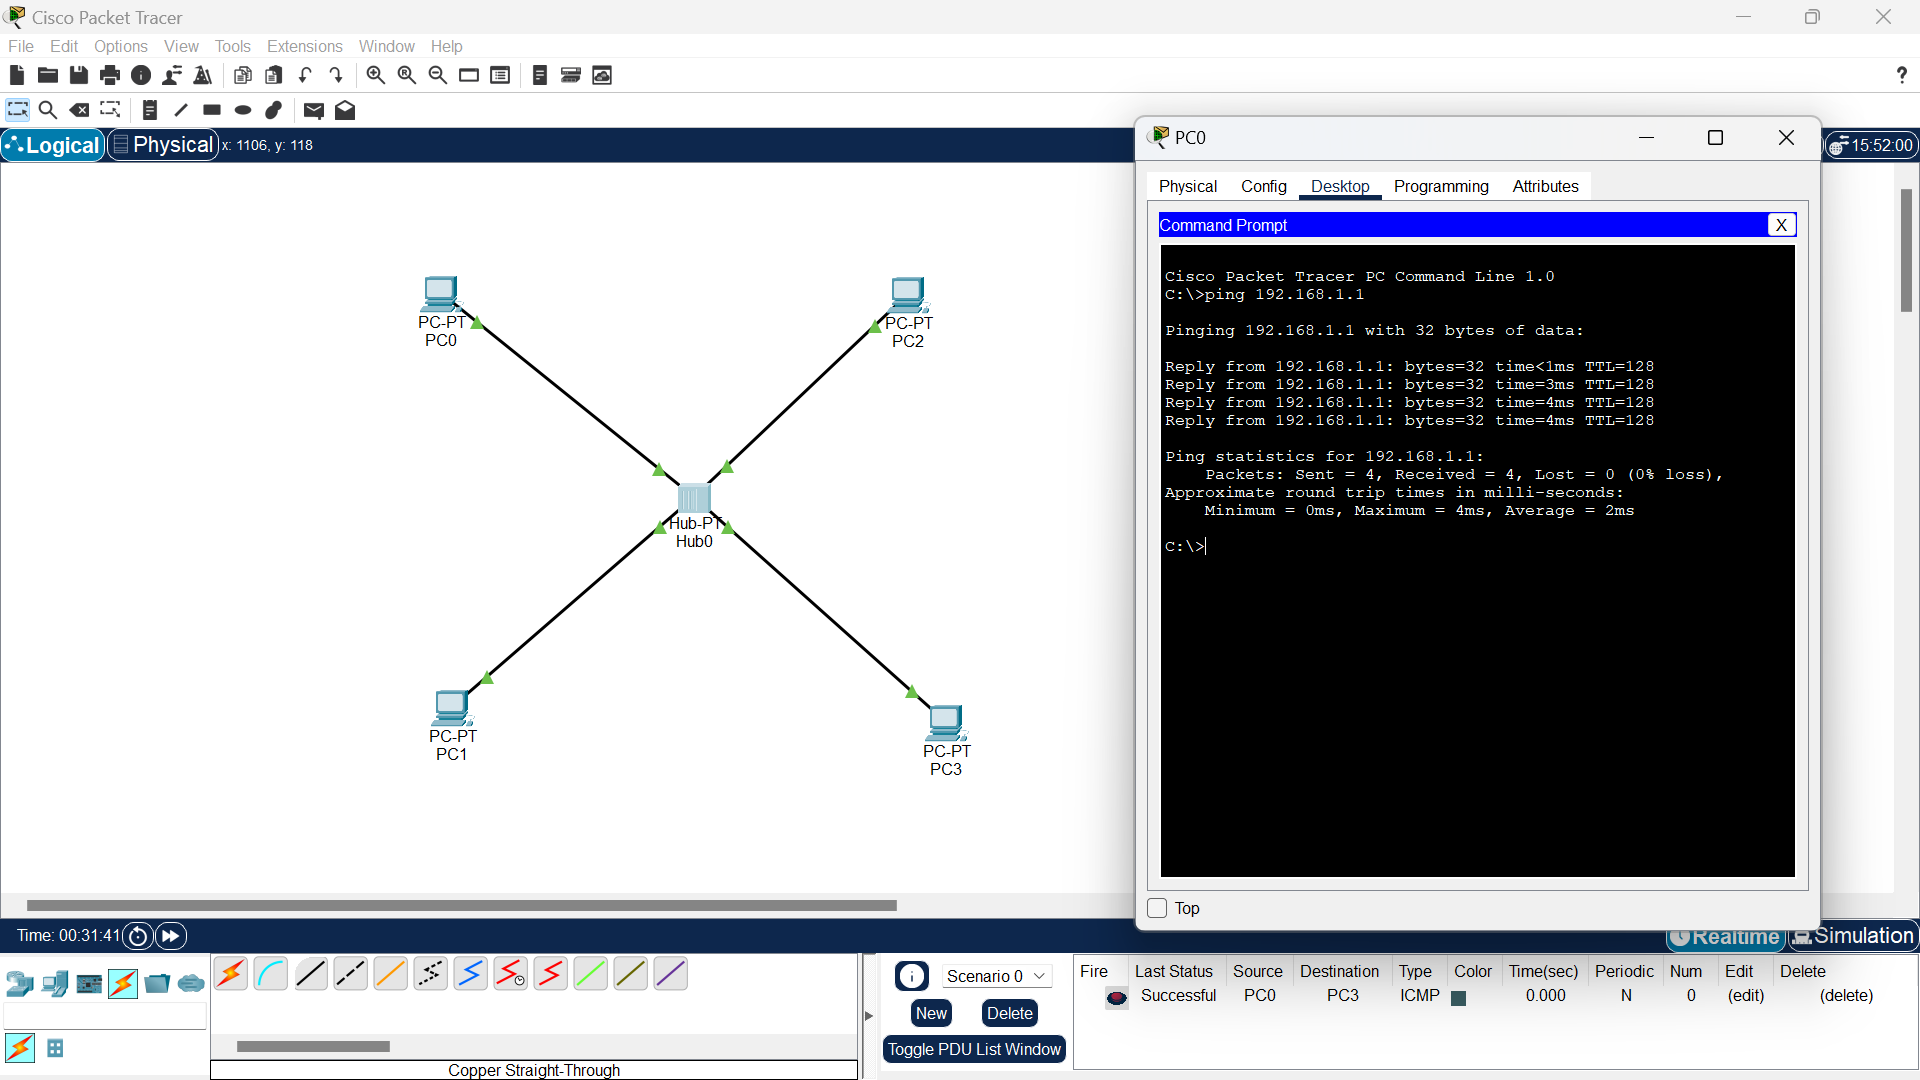 Cisco Packet Tracer
File Edit Options View Tools Extensions Window Help
?
Logical Physical x: 1106, y: 118
15:52:00
PC-PT
PC0
PC-PT
PC2
Hub-PT
Hub0
PC-PT
PC1
PC-PT
PC3
PC0
Physical Config Desktop Programming Attributes
Command Prompt X
Cisco Packet Tracer PC Command Line 1.0
C:\>ping 192.168.1.1
Pinging 192.168.1.1 with 32 bytes of data:
Reply from 192.168.1.1: bytes=32 time<1ms TTL=128
Reply from 192.168.1.1: bytes=32 time=3ms TTL=128
Reply from 192.168.1.1: bytes=32 time=4ms TTL=128
Reply from 192.168.1.1: bytes=32 time=4ms TTL=128
Ping statistics for 192.168.1.1:
Packets: Sent = 4, Received = 4, Lost = 0 (0% loss),
Approximate round trip times in milli-seconds:
Minimum = 0ms, Maximum = 4ms, Average = 2ms
C:\>
Top
Time: 00:31:41
Realtime Simulation
Copper Straight-Through
Scenario 0
New Delete
Toggle PDU List Window
Fire Last Status Source Destination Type Color Time(sec) Periodic Num Edit Delete
Successful PC0 PC3 ICMP 0.000 N 0 (edit) (delete)